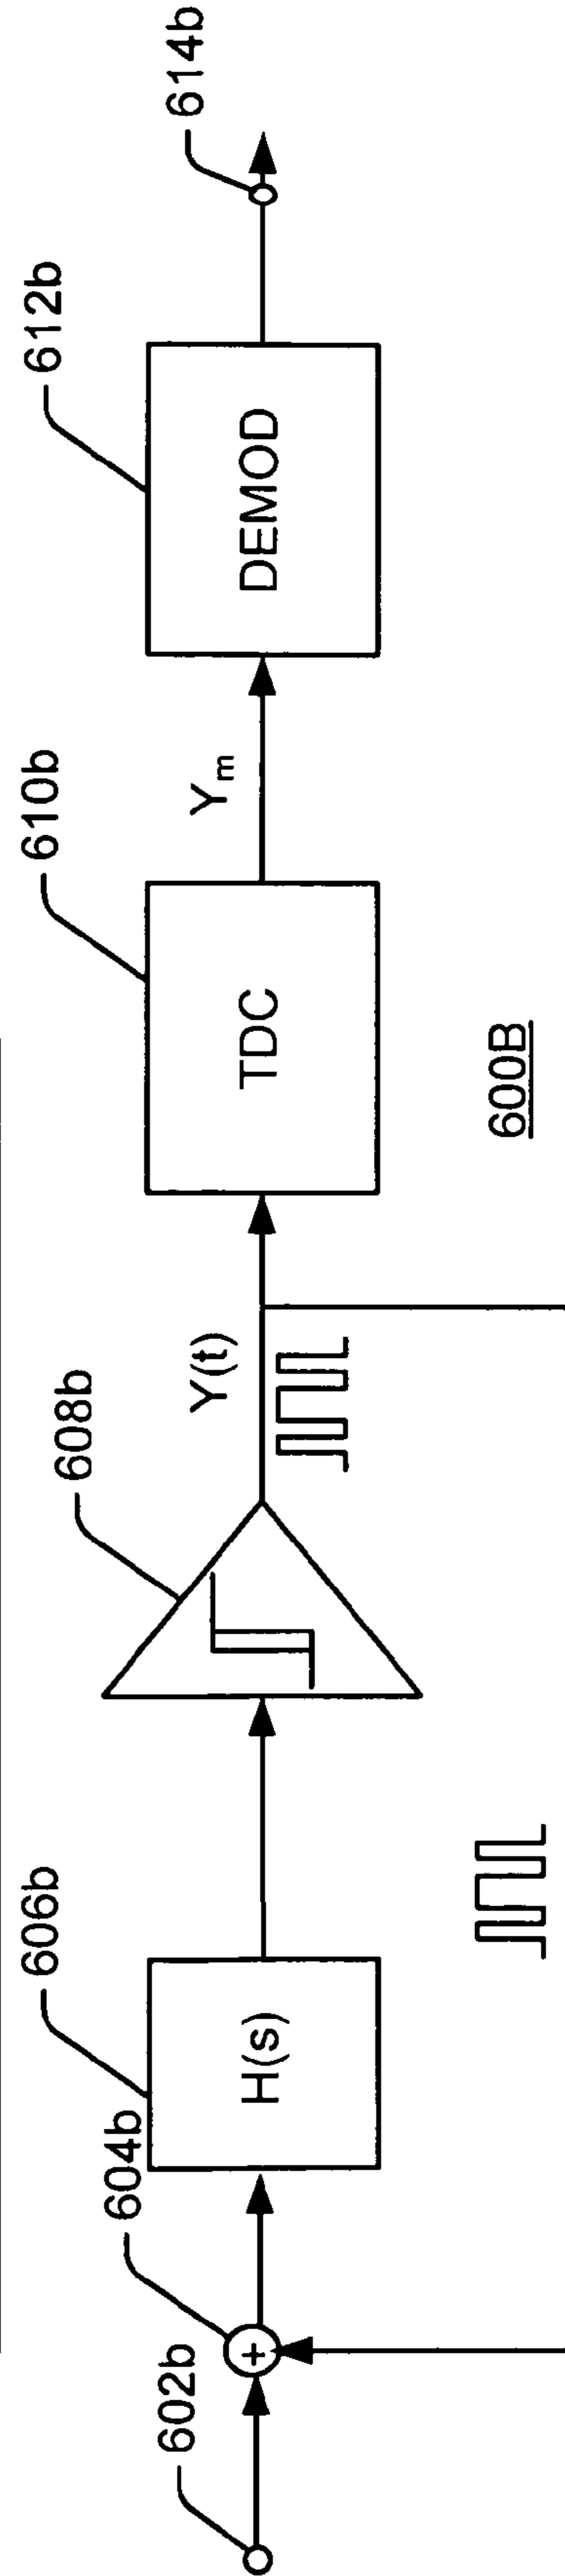 602b
604b
606b
608b
610b
612b
614b
+
H(s)
Y(t)
TDC
Yₘ
DEMOD
600B